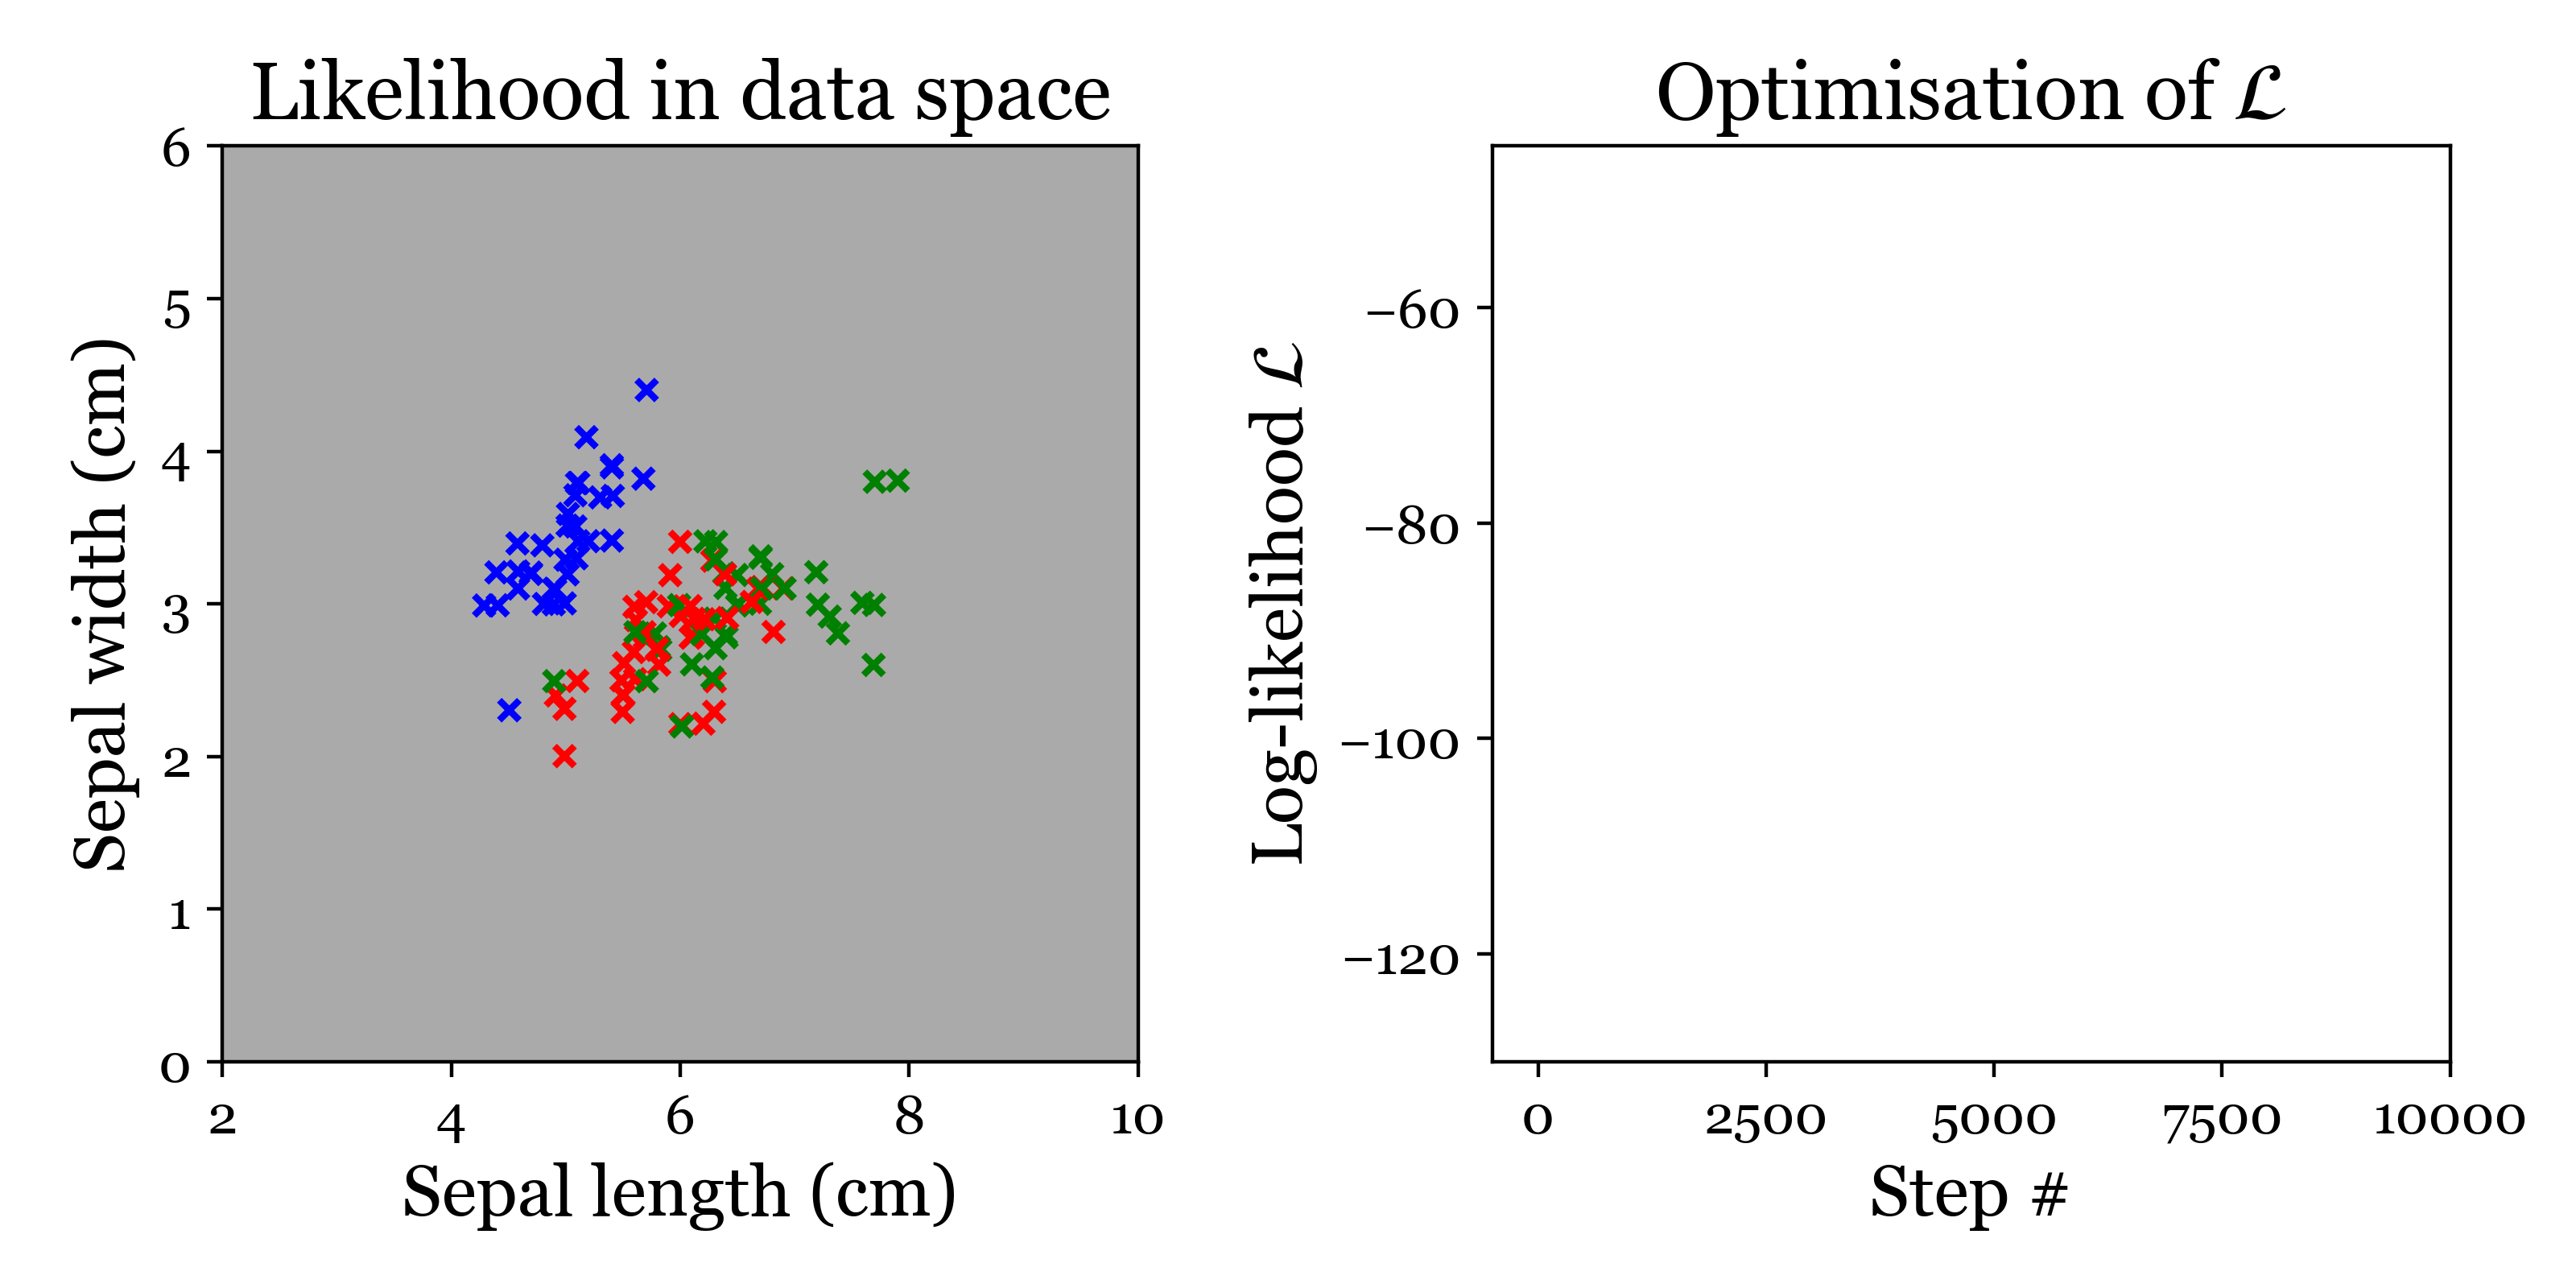 Likelihood in data space
6
5
4
3
2
1
0
2 4 6 8 10
Sepal width (cm)
Sepal length (cm)
Optimisation of ℒ
−60
−80
−100
−120
0 2500 5000 7500 10000
Log-likelihood ℒ
Step #